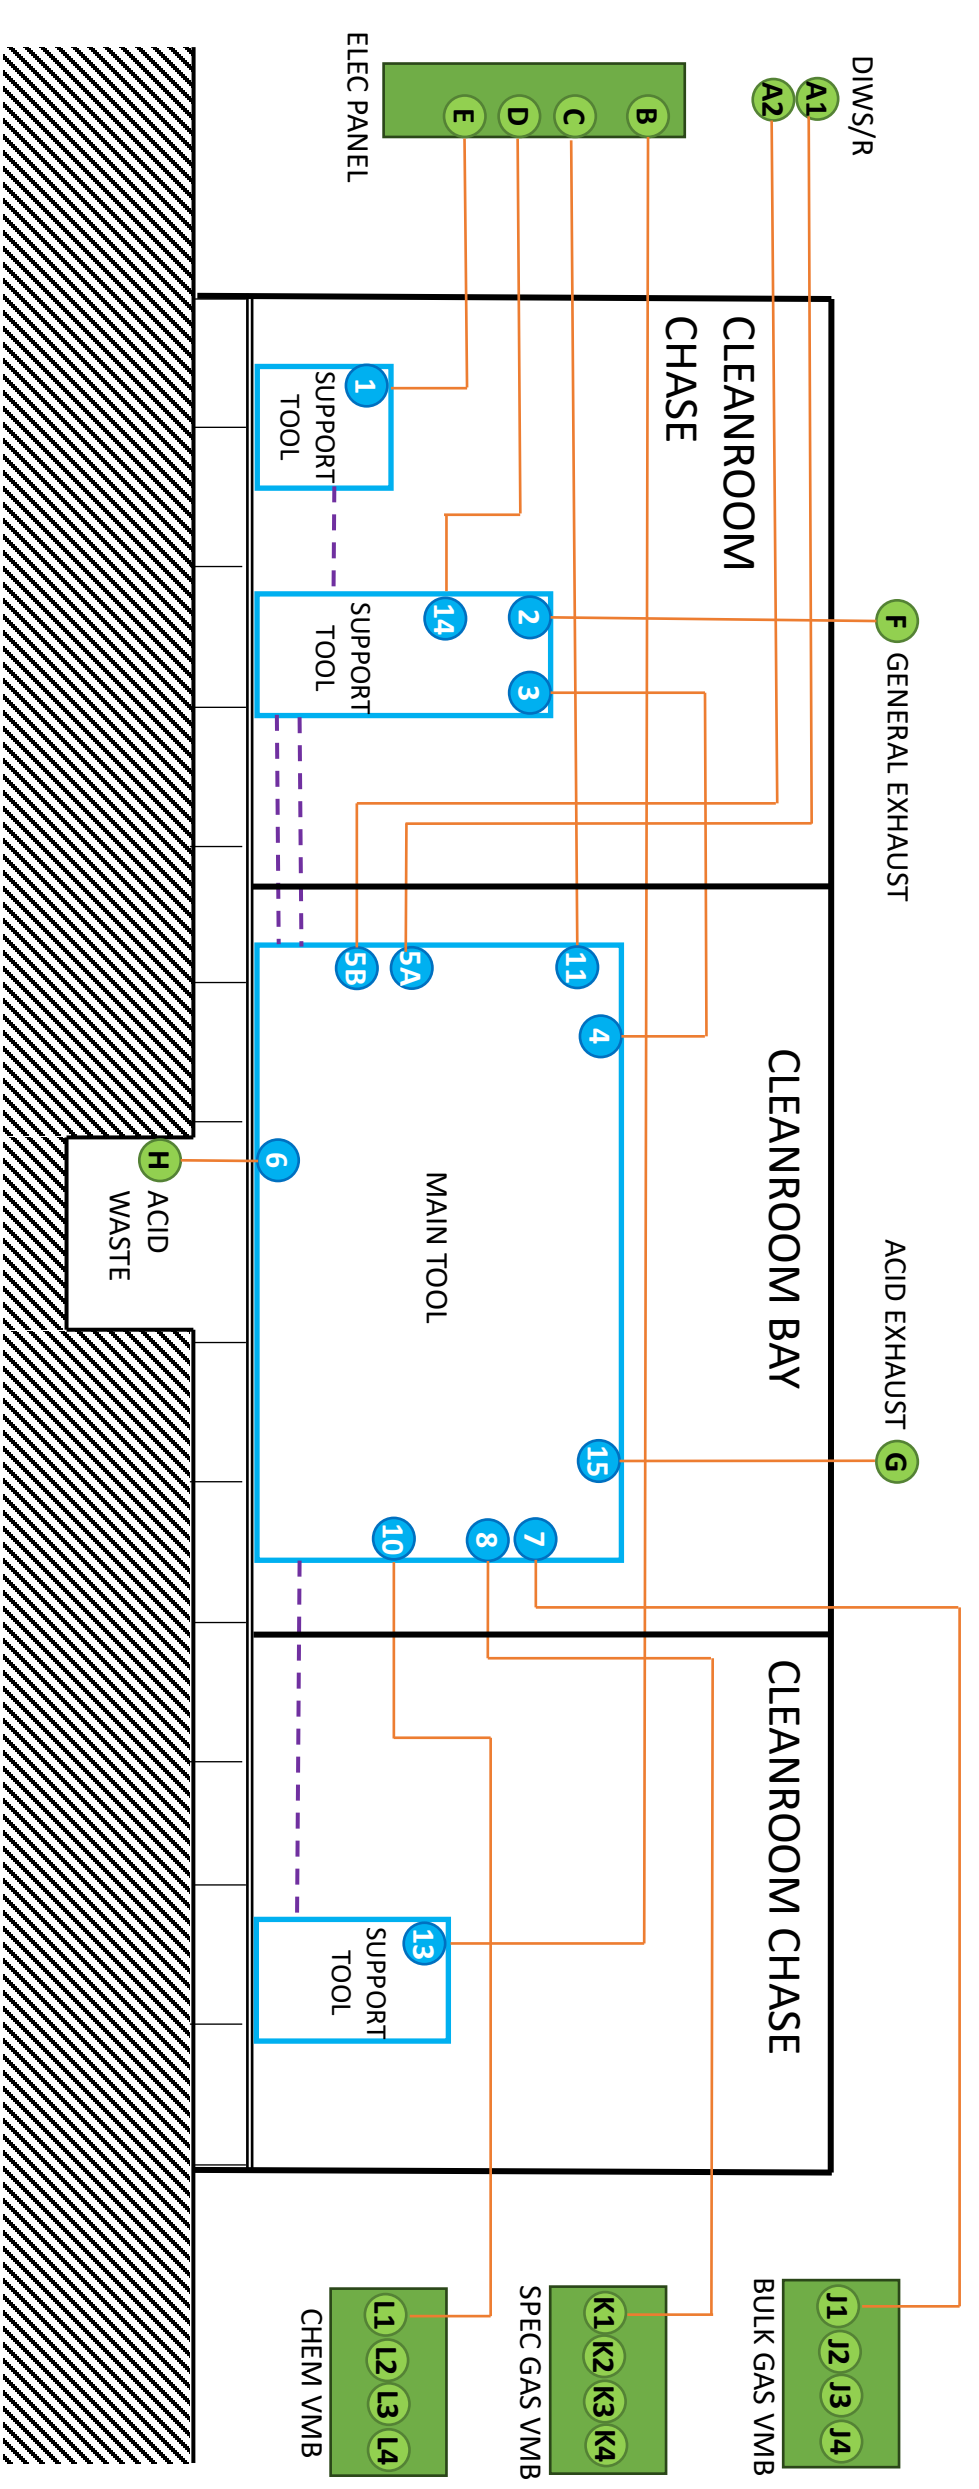 DIWS/R
A1
A2
F
GENERAL EXHAUST
ACID EXHAUST
G
ELEC PANEL
B
C
D
E
CLEANROOM
CHASE
CLEANROOM BAY
CLEANROOM CHASE
1
SUPPORT
TOOL
2
3
14
SUPPORT
TOOL
11
4
5A
5B
6
MAIN TOOL
15
7
8
10
13
SUPPORT
TOOL
H
ACID
WASTE
J1 J2 J3 J4
BULK GAS VMB
K1 K2 K3 K4
SPEC GAS VMB
L1 L2 L3 L4
CHEM VMB